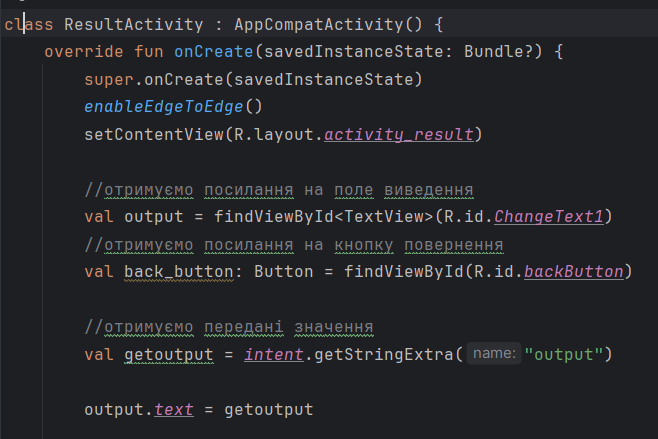 class ResultActivity : AppCompatActivity() {
override fun onCreate(savedInstanceState: Bundle?) {
super.onCreate(savedInstanceState)
enableEdgeToEdge()
setContentView(R.layout.activity_result)
//отримуємо посилання на поле виведення
val output = findViewById<TextView>(R.id.ChangeText1)
//отримуємо посилання на кнопку повернення
val back_button: Button = findViewById(R.id.backButton)
//отримуємо передані значення
val getoutput = intent.getStringExtra( name: "output")
output.text = getoutput